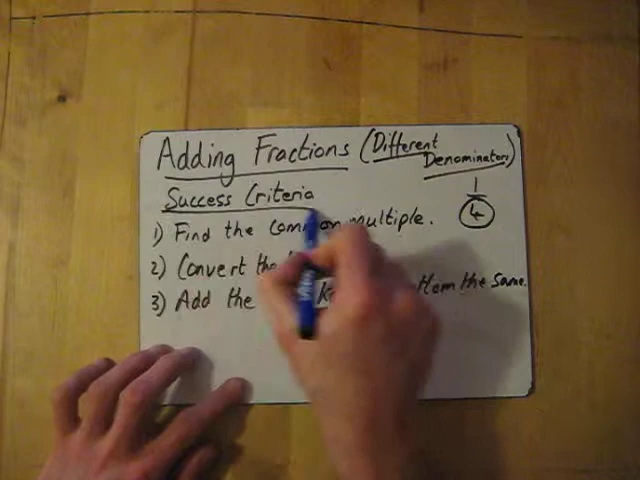 Adding Fractions (Different Denominators)
Success Criteria
1
4
1) Find the common multiple.
2) Convert the
3) Add the bottom the same.